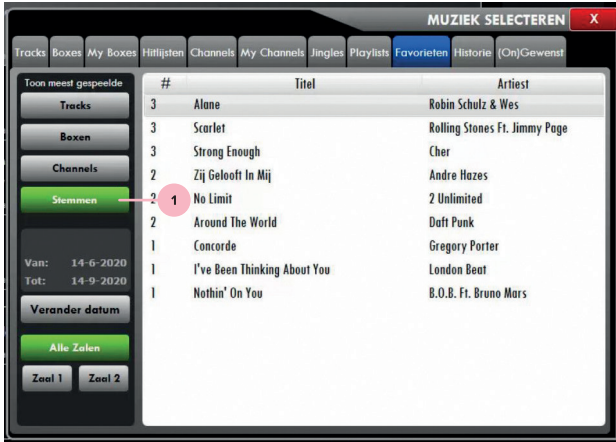 MUZIEK SELECTEREN X
Tracks Boxes My Boxes Hitlijsten Channels My Channels Jingles Playlists Favorieten Historie (On)Gewenst
Toon meest gespeelde
Tracks
Boxen
Channels
Stemmen
1
Van: 14-6-2020
Tot: 14-9-2020
Verander datum
Alle Zalen
Zaal 1 Zaal 2
# Titel Artiest
3 Alane Robin Schulz & Wes
3 Scarlet Rolling Stones Ft. Jimmy Page
3 Strong Enough Cher
2 Zij Gelooft In Mij Andre Hazes
2 No Limit 2 Unlimited
2 Around The World Daft Punk
1 Concorde Gregory Porter
1 I've Been Thinking About You London Beat
1 Nothin' On You B.O.B. Ft. Bruno Mars